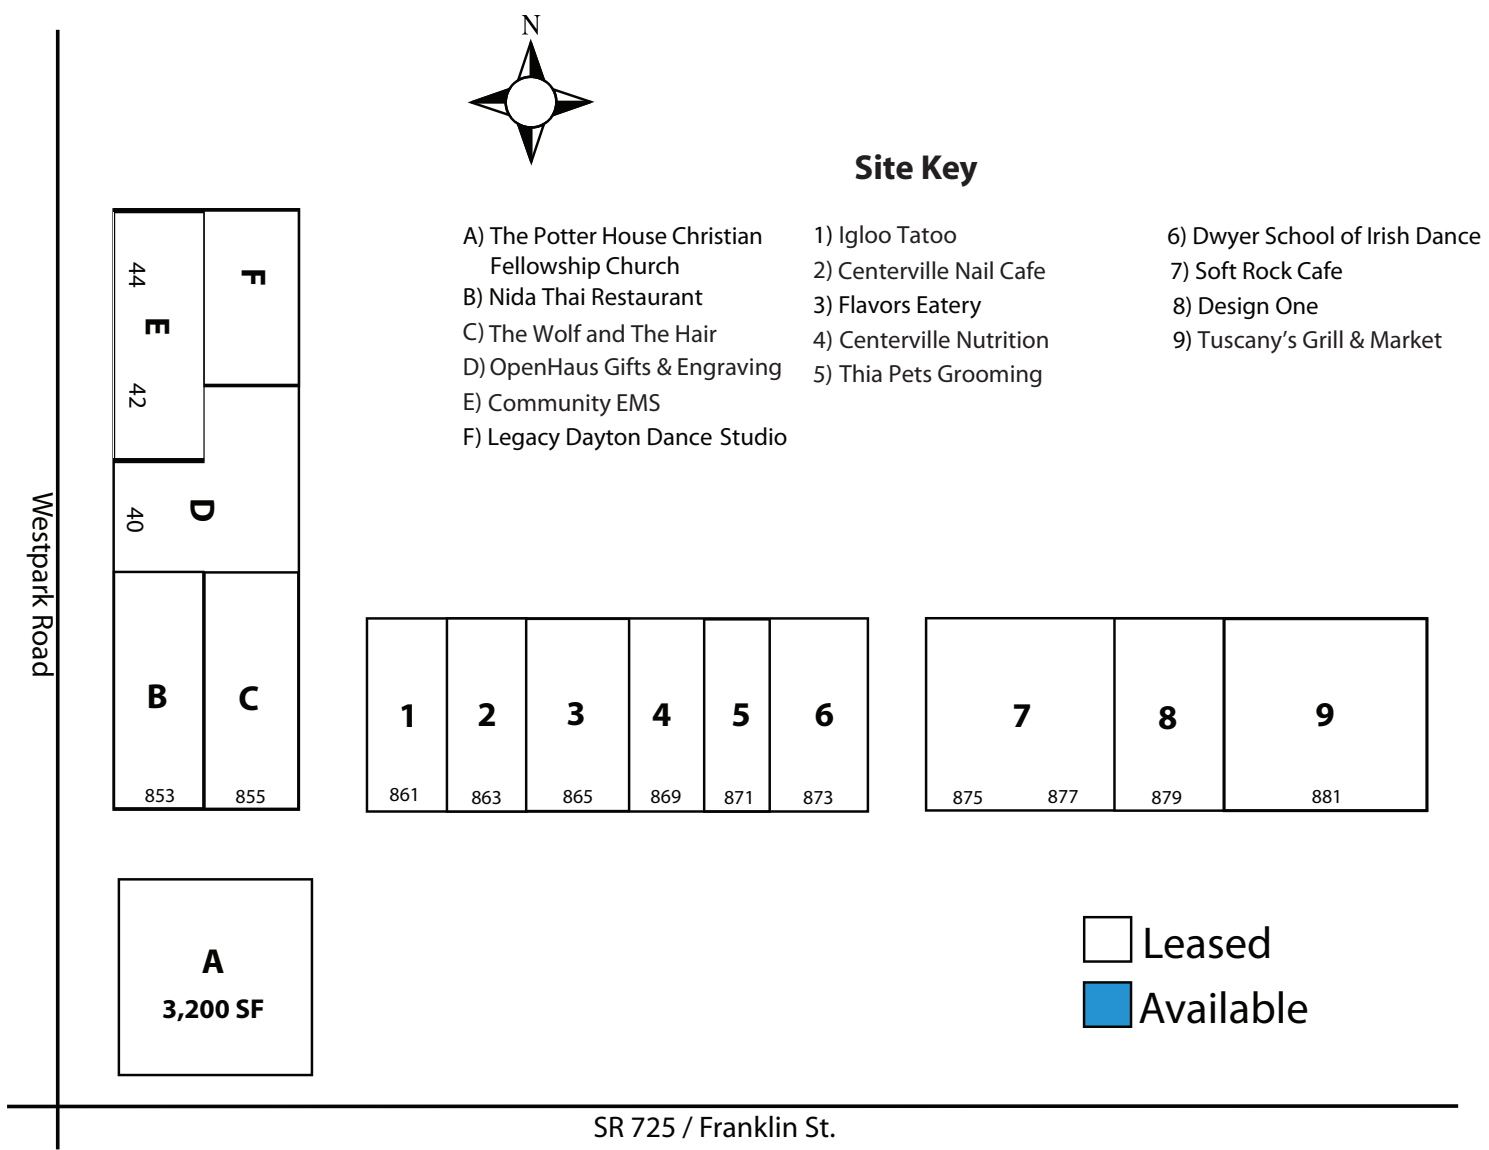 N
Site Key
A) The Potter House Christian
Fellowship Church
B) Nida Thai Restaurant
C) The Wolf and The Hair
D) OpenHaus Gifts & Engraving
E) Community EMS
F) Legacy Dayton Dance Studio
1) Igloo Tatoo
2) Centerville Nail Cafe
3) Flavors Eatery
4) Centerville Nutrition
5) Thia Pets Grooming
6) Dwyer School of Irish Dance
7) Soft Rock Cafe
8) Design One
9) Tuscany’s Grill & Market
44
E
42
F
D
40
Westpark Road
B
853
C
855
1
861
2
863
3
865
4
869
5
871
6
873
7
875 877
8
879
9
881
A
3,200 SF
Leased
Available
SR 725 / Franklin St.